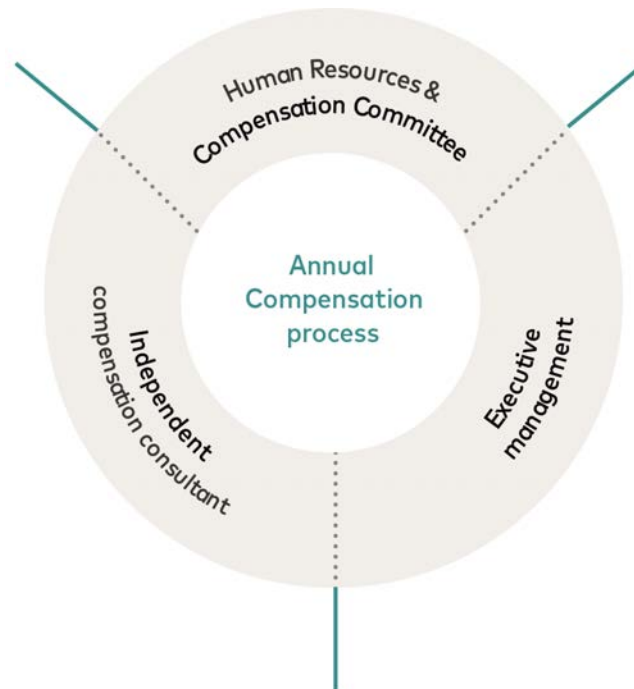 Human Resources &
Compensation Committee
Annual
Compensation
process
Executive
management
Independent
compensation consultant